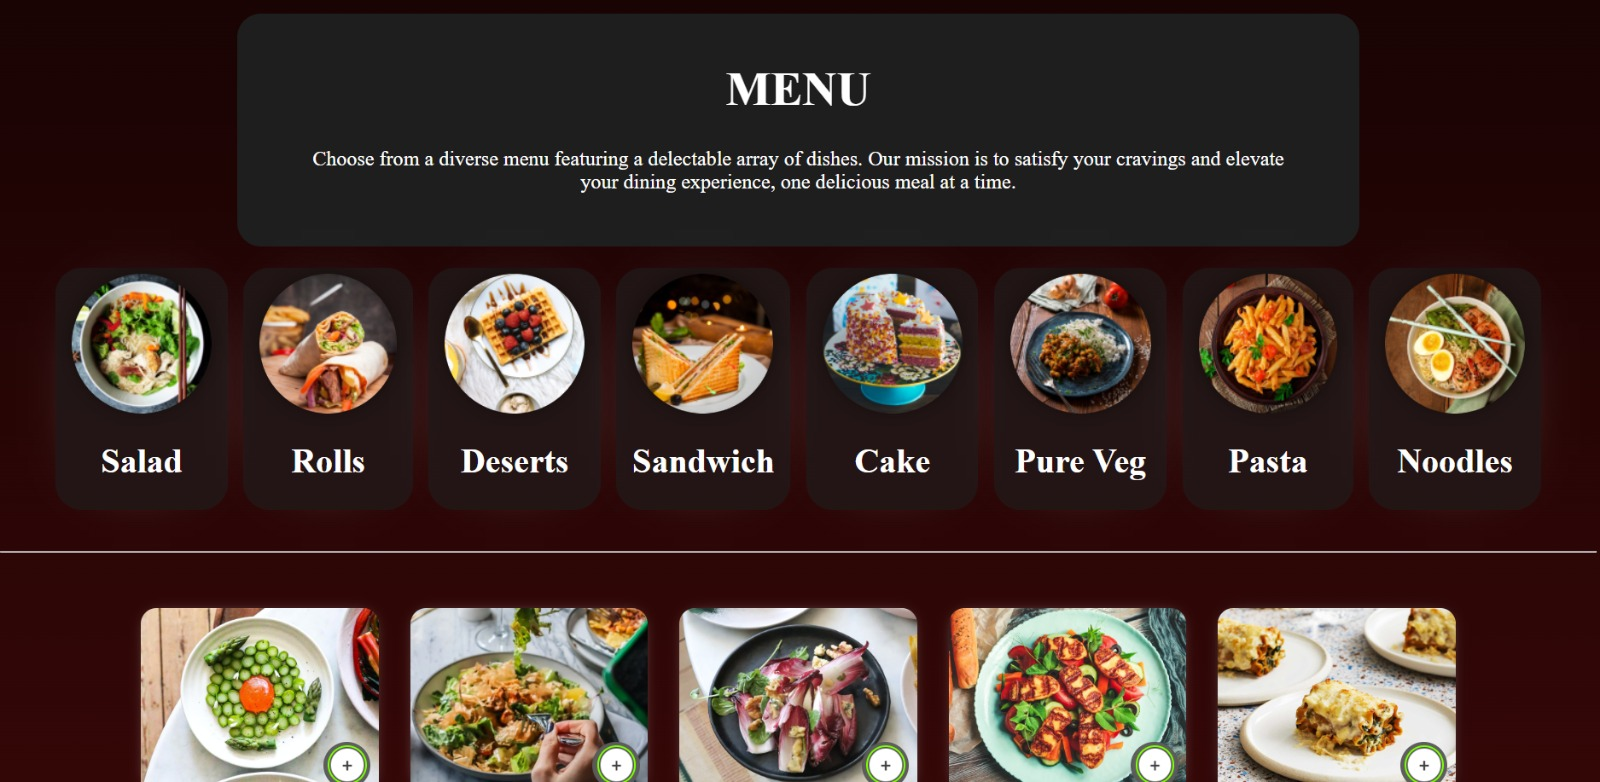 MENU
Choose from a diverse menu featuring a delectable array of dishes. Our mission is to satisfy your cravings and elevate
your dining experience, one delicious meal at a time.
Salad
Rolls
Deserts
Sandwich
Cake
Pure Veg
Pasta
Noodles
+
+
+
+
+